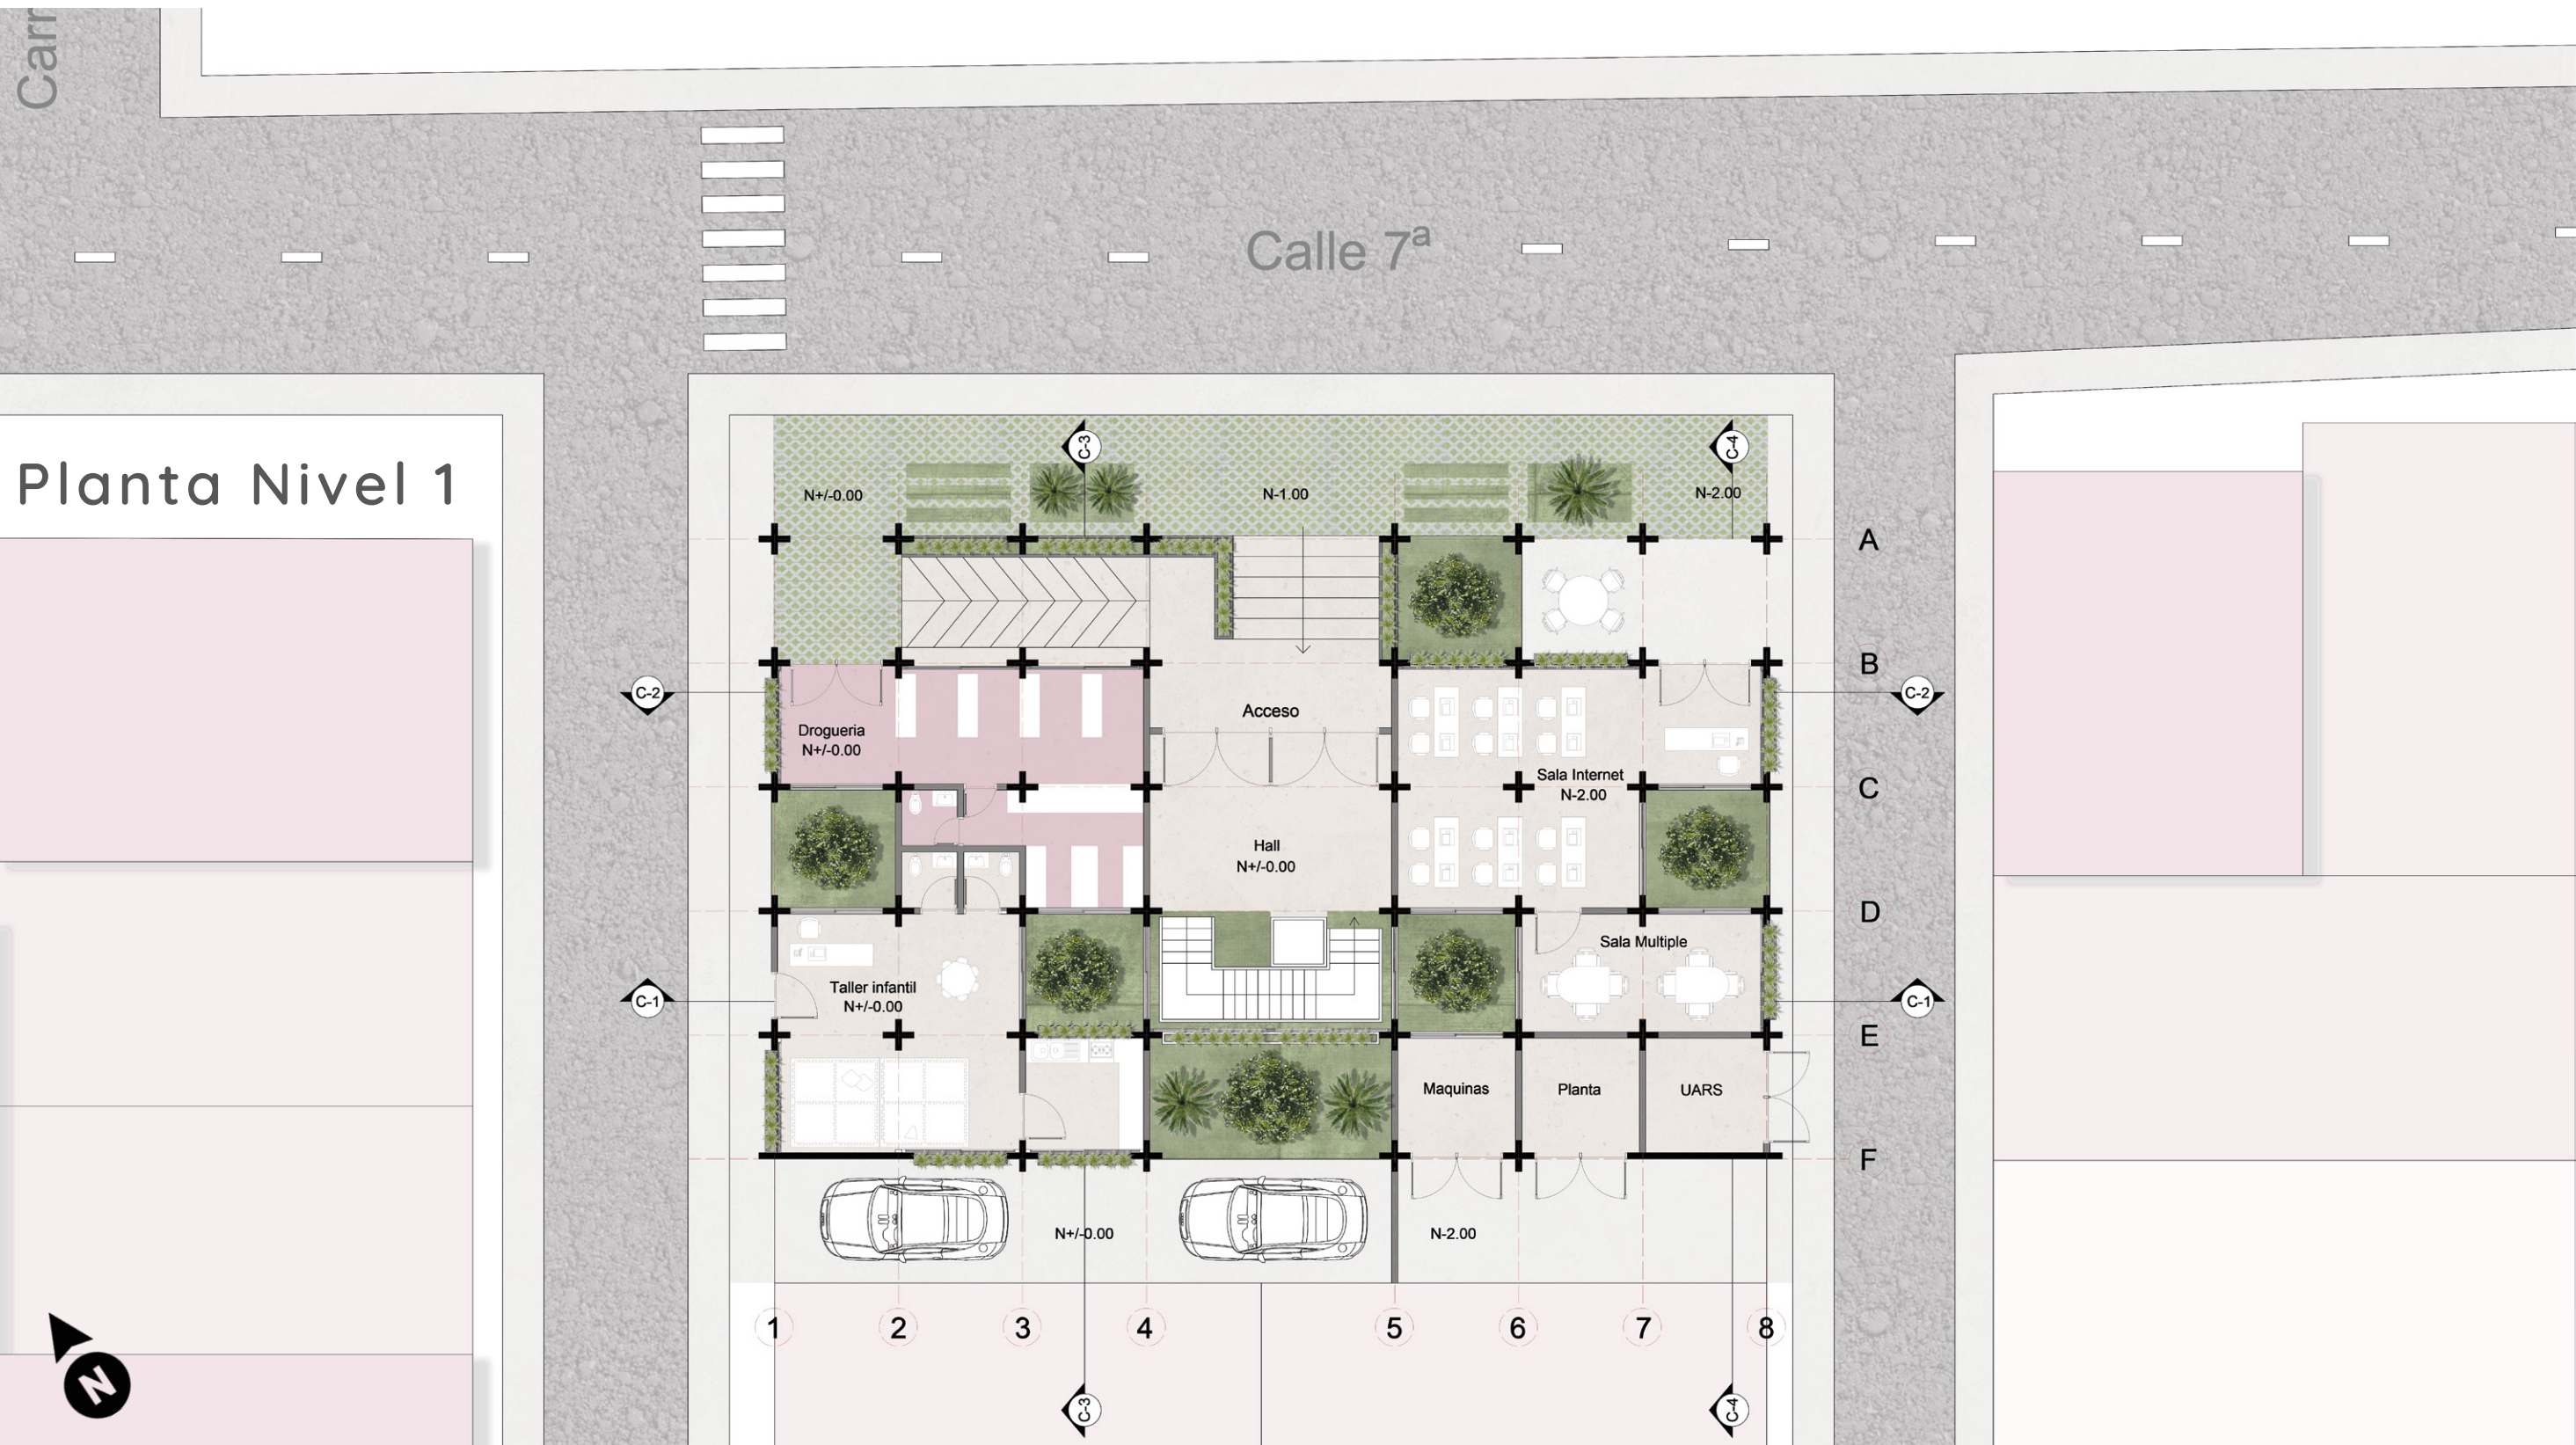 Carr
Calle 7ª
Planta Nivel 1
C-3
C-4
N+/-0.00
N-1.00
N-2.00
A
B
C-2
C-2
Acceso
Drogueria
N+/-0.00
Sala Internet
N-2.00
C
Hall
N+/-0.00
D
Sala Multiple
Taller infantil
N+/-0.00
C-1
C-1
E
Maquinas
Planta
UARS
F
N+/-0.00
N-2.00
1
2
3
4
5
6
7
8
N
C-3
C-4